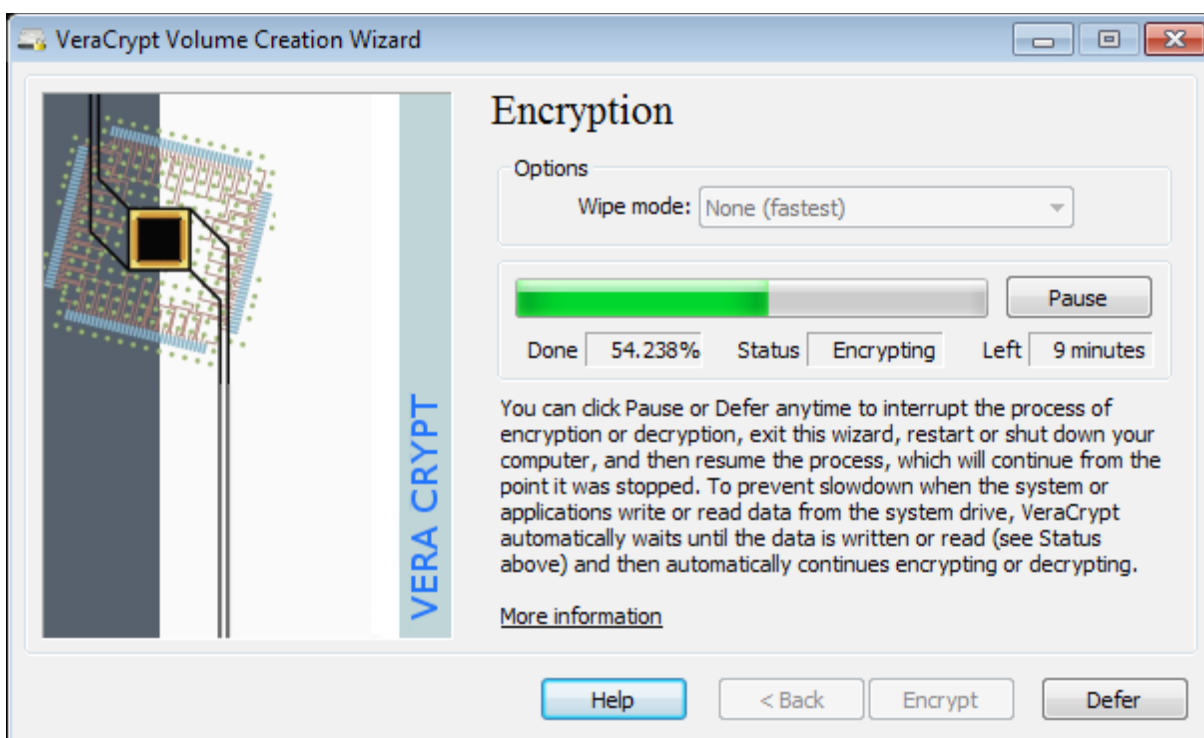 VeraCrypt Volume Creation Wizard
VERA CRYPT
Encryption
Options
Wipe mode: None (fastest)
Pause
Done 54.238% Status Encrypting Left 9 minutes
You can click Pause or Defer anytime to interrupt the process of
encryption or decryption, exit this wizard, restart or shut down your
computer, and then resume the process, which will continue from the
point it was stopped. To prevent slowdown when the system or
applications write or read data from the system drive, VeraCrypt
automatically waits until the data is written or read (see Status
above) and then automatically continues encrypting or decrypting.
More information
Help < Back Encrypt Defer